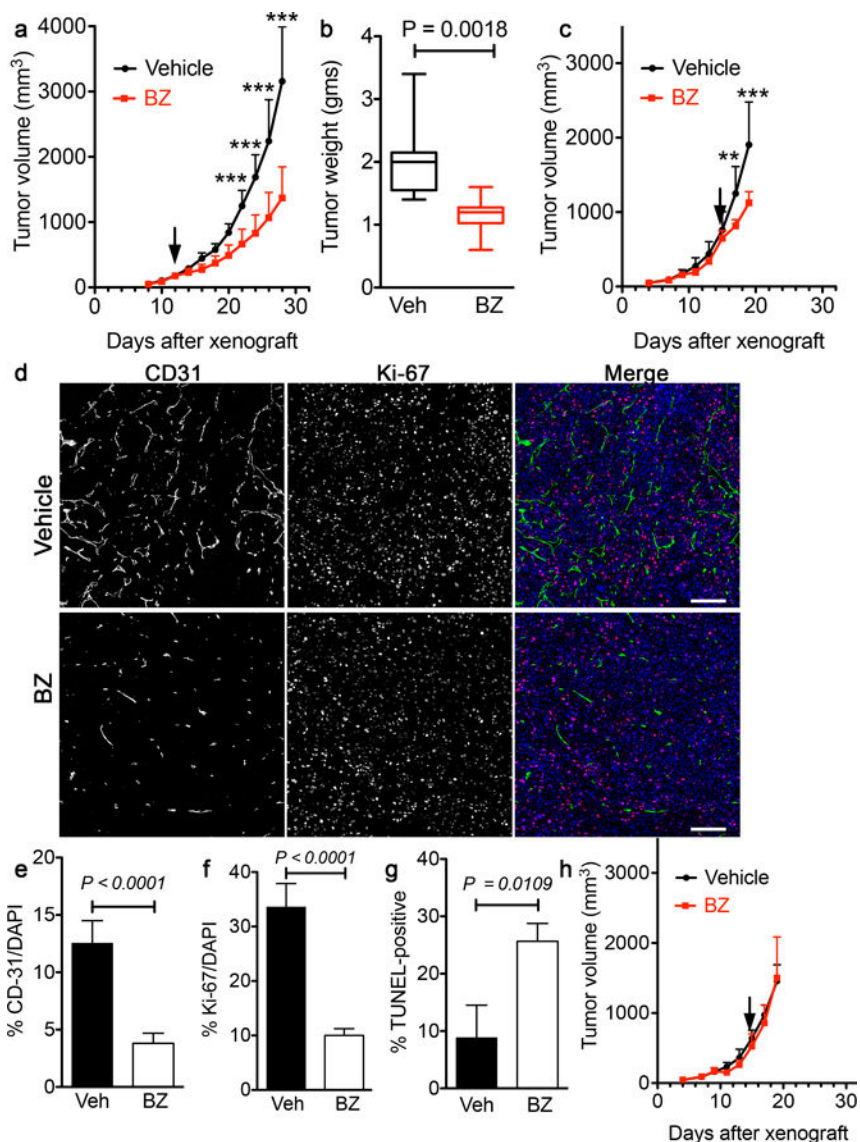 a
Tumor volume (mm³)
4000
3000
2000
1000
0
Vehicle
BZ
***
***
***
***
0 10 20 30
Days after xenograft
b
P = 0.0018
Tumor weight (gms)
4
3
2
1
0
Veh BZ
c
Tumor volume (mm³)
3000
2000
1000
0
Vehicle
BZ
***
**
0 10 20 30
Days after xenograft
d
CD31 Ki-67 Merge
Vehicle
BZ
e
% CD-31/DAPI
20
15
10
5
0
P < 0.0001
Veh BZ
f
% Ki-67/DAPI
40
30
20
10
0
P < 0.0001
Veh BZ
g
% TUNEL-positive
40
30
20
10
0
P = 0.0109
Veh BZ
h
Tumor volume (mm³)
3000
2000
1000
0
Vehicle
BZ
0 10 20 30
Days after xenograft